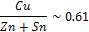 Cu
Zn + Sn ~ 0.61